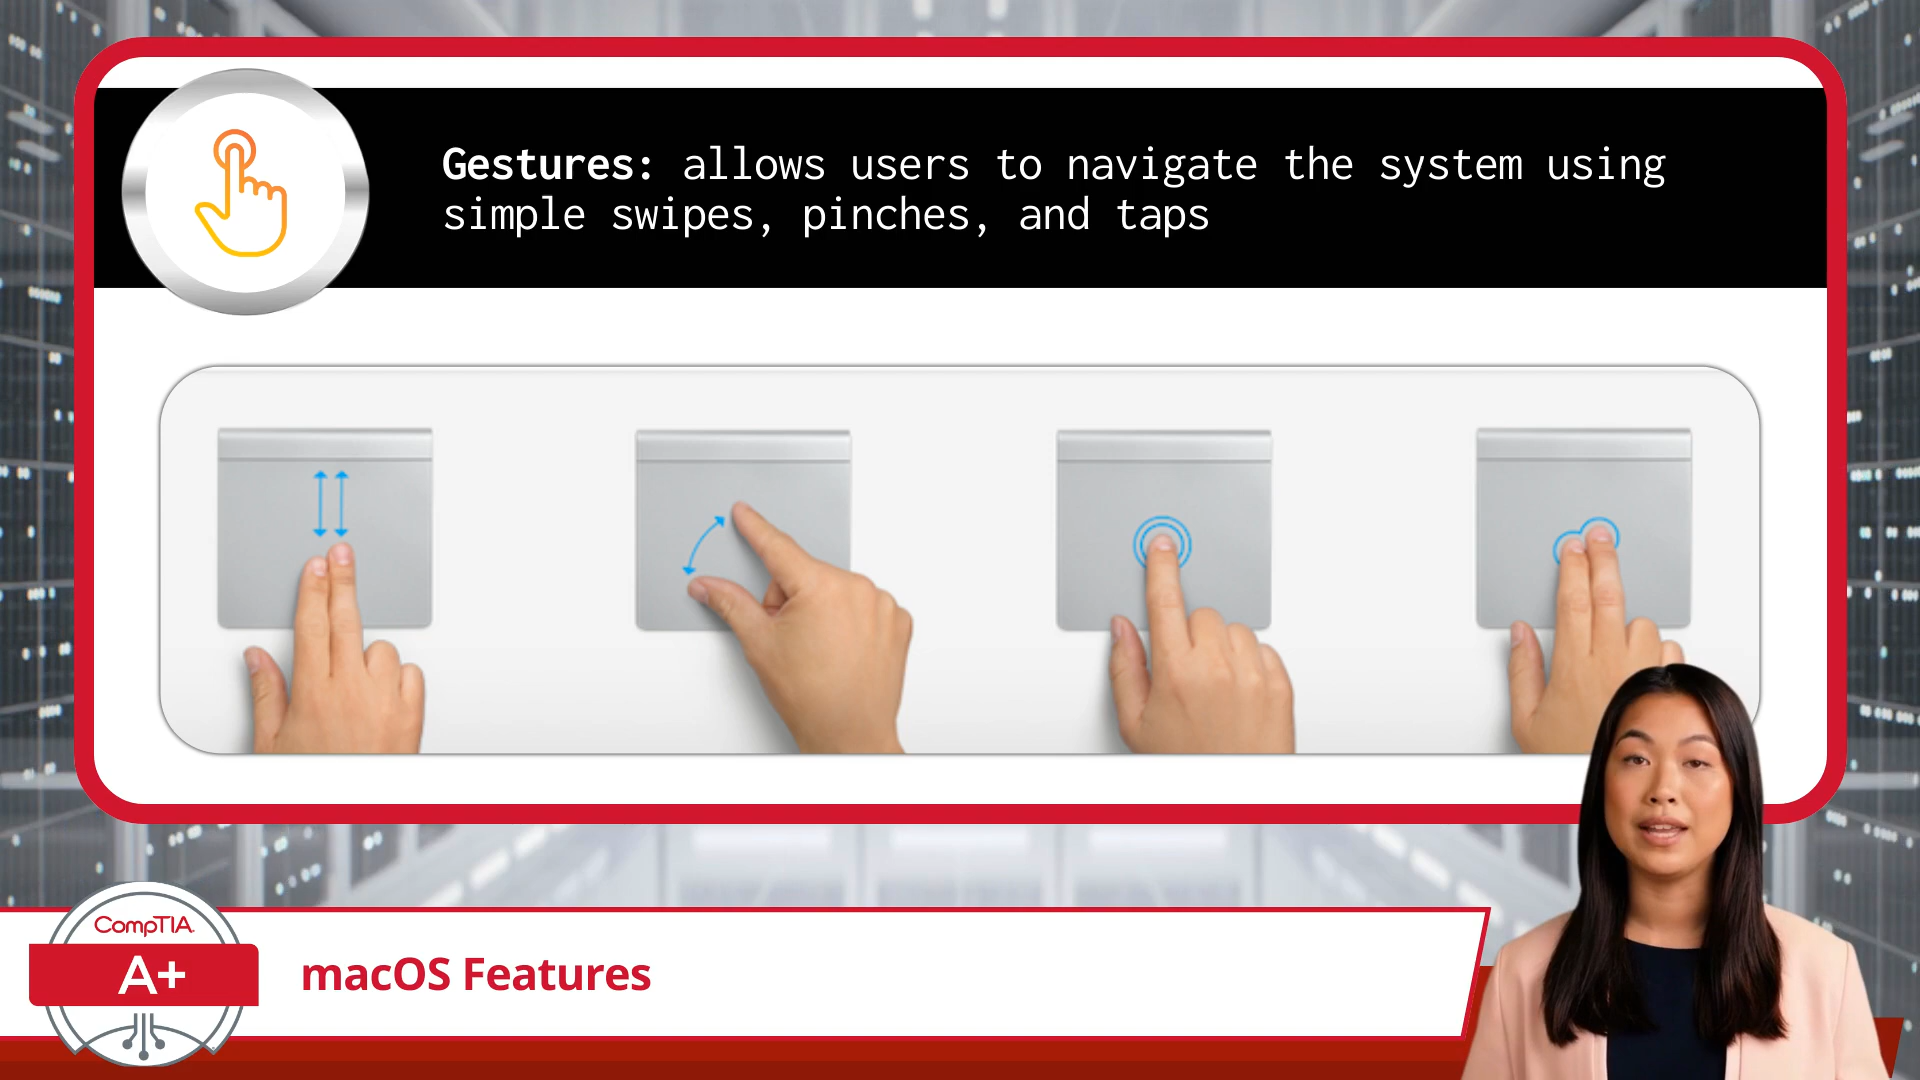 Gestures: allows users to navigate the system using
simple swipes, pinches, and taps
CompTIA.
A+
macOS Features